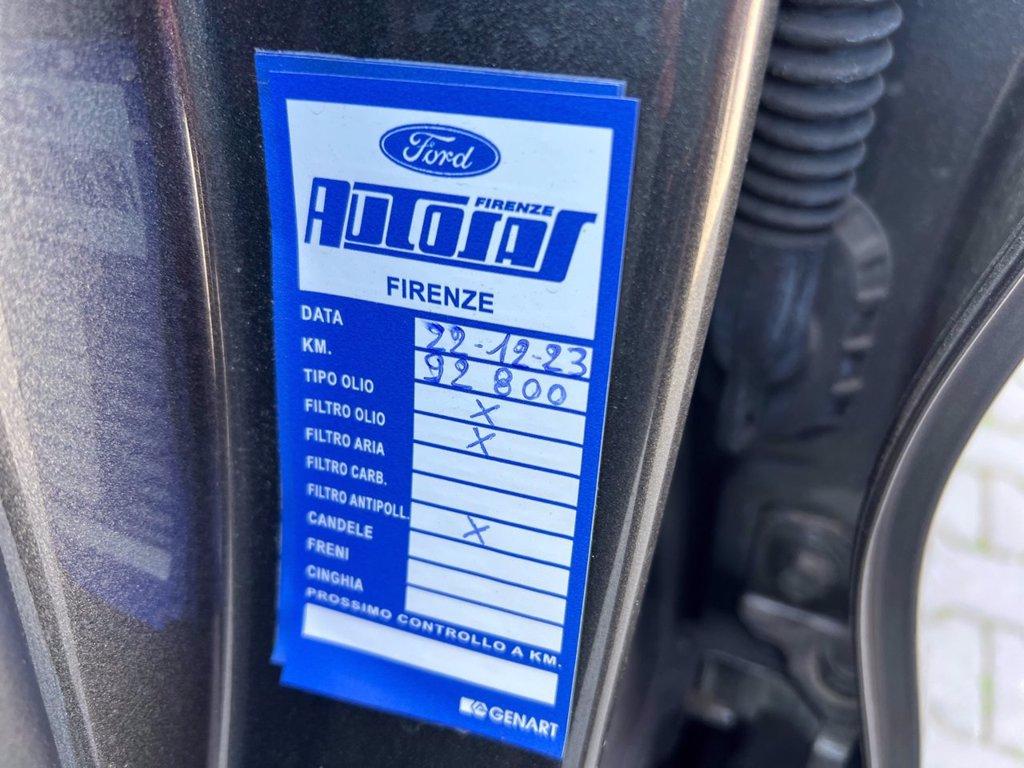 Ford
FIRENZE
AUTOSAS
FIRENZE
DATA 22-12-23
KM. 92 800
TIPO OLIO X
FILTRO OLIO X
FILTRO ARIA
FILTRO CARB.
FILTRO ANTIPOLL. X
CANDELE
FRENI
CINGHIA
PROSSIMO CONTROLLO A KM.
GENART